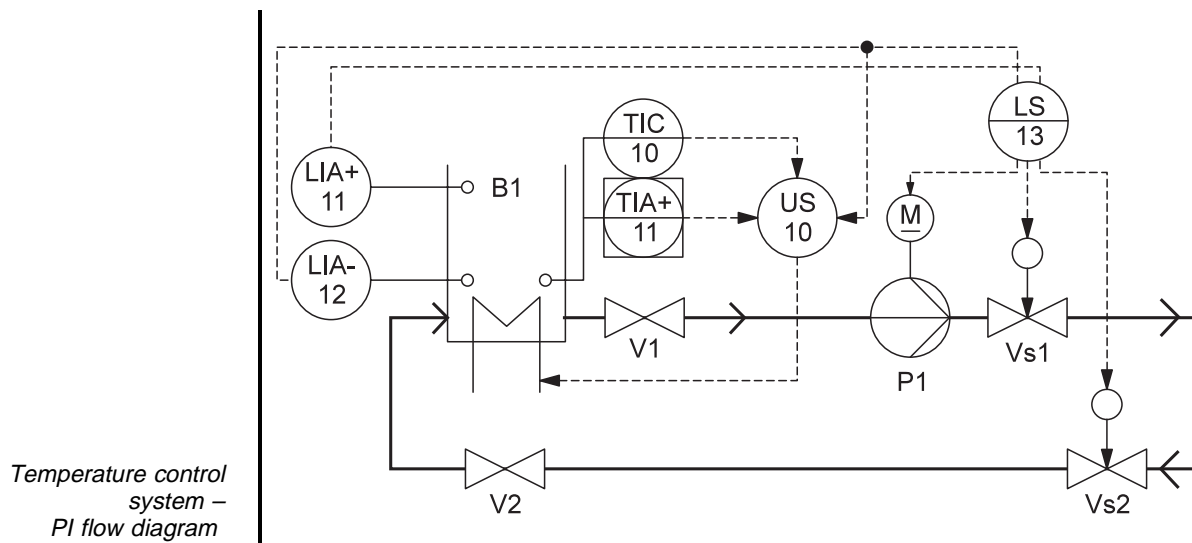 LS
13
TIC
10
LIA+
11
B1
TIA+
11
US
10
M
LIA-
12
V1
Vs1
P1
Temperature control
system –
PI flow diagram
V2
Vs2